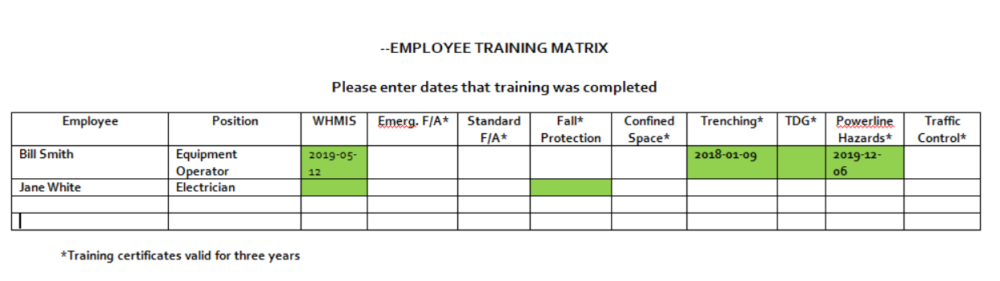 --EMPLOYEE TRAINING MATRIX
Please enter dates that training was completed
Employee Position WHMIS Emerg. F/A* Standard F/A* Fall* Protection Confined Space* Trenching* TDG* Powerline Hazards* Traffic Control*
Bill Smith Equipment Operator 2019-05-12 2018-01-09 2019-12-06
Jane White Electrician
*Training certificates valid for three years